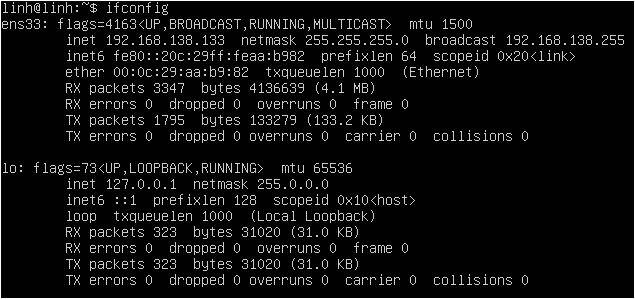 linh@linh:~$ ifconfig
ens33: flags=4163<UP,BROADCAST,RUNNING,MULTICAST>  mtu 1500
        inet 192.168.138.133  netmask 255.255.255.0  broadcast 192.168.138.255
        inet6 fe80::20c:29ff:feaa:b982  prefixlen 64  scopeid 0x20<link>
        ether 00:0c:29:aa:b9:82  txqueuelen 1000  (Ethernet)
        RX packets 3347  bytes 4136639 (4.1 MB)
        RX errors 0  dropped 0  overruns 0  frame 0
        TX packets 1795  bytes 133279 (133.2 KB)
        TX errors 0  dropped 0 overruns 0  carrier 0  collisions 0

lo: flags=73<UP,LOOPBACK,RUNNING>  mtu 65536
        inet 127.0.0.1  netmask 255.0.0.0
        inet6 ::1  prefixlen 128  scopeid 0x10<host>
        loop  txqueuelen 1000  (Local Loopback)
        RX packets 323  bytes 31020 (31.0 KB)
        RX errors 0  dropped 0  overruns 0  frame 0
        TX packets 323  bytes 31020 (31.0 KB)
        TX errors 0  dropped 0 overruns 0  carrier 0  collisions 0